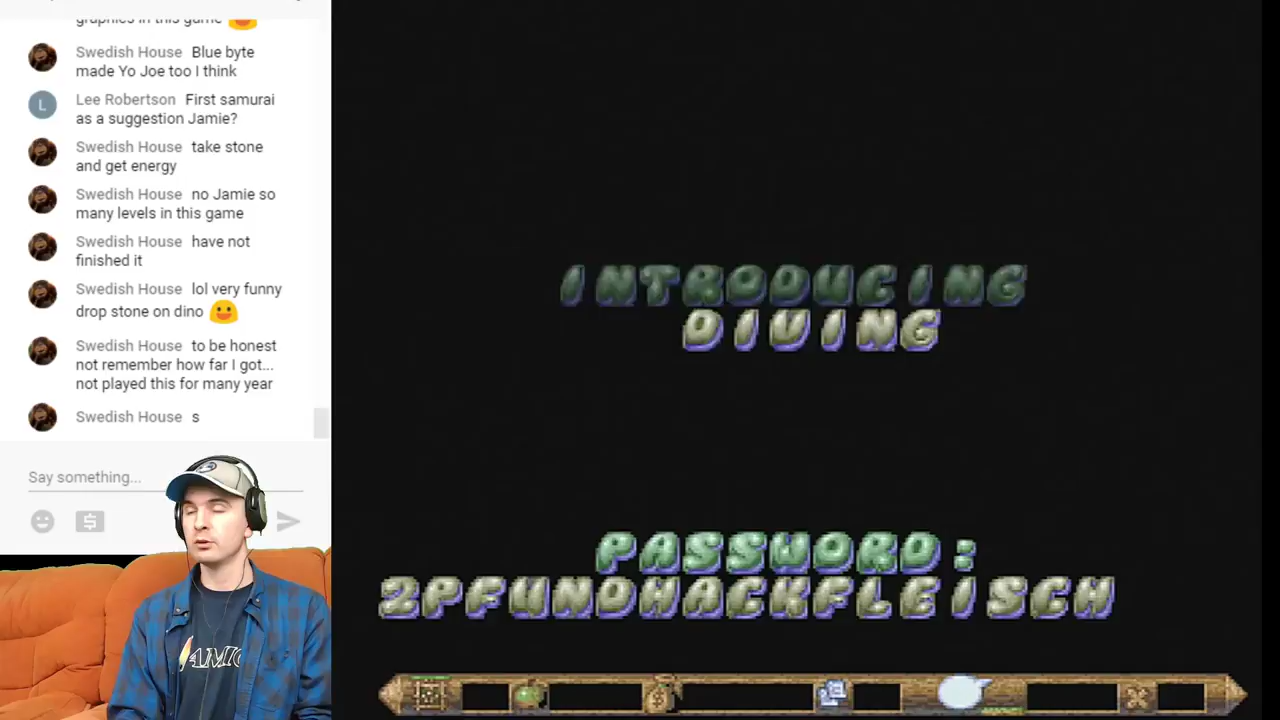 graphics in this game
Swedish House Blue byte
made Yo Joe too I think
Lee Robertson First samurai
as a suggestion Jamie?
Swedish House take stone
and get energy
Swedish House no Jamie so
many levels in this game
Swedish House have not
finished it
Swedish House lol very funny
drop stone on dino
Swedish House to be honest
not remember how far I got...
not played this for many year
Swedish House s
Say something...
L
INTRODUCING
DIVING
PASSWORD:
2PFUNDHACKFLEISCH